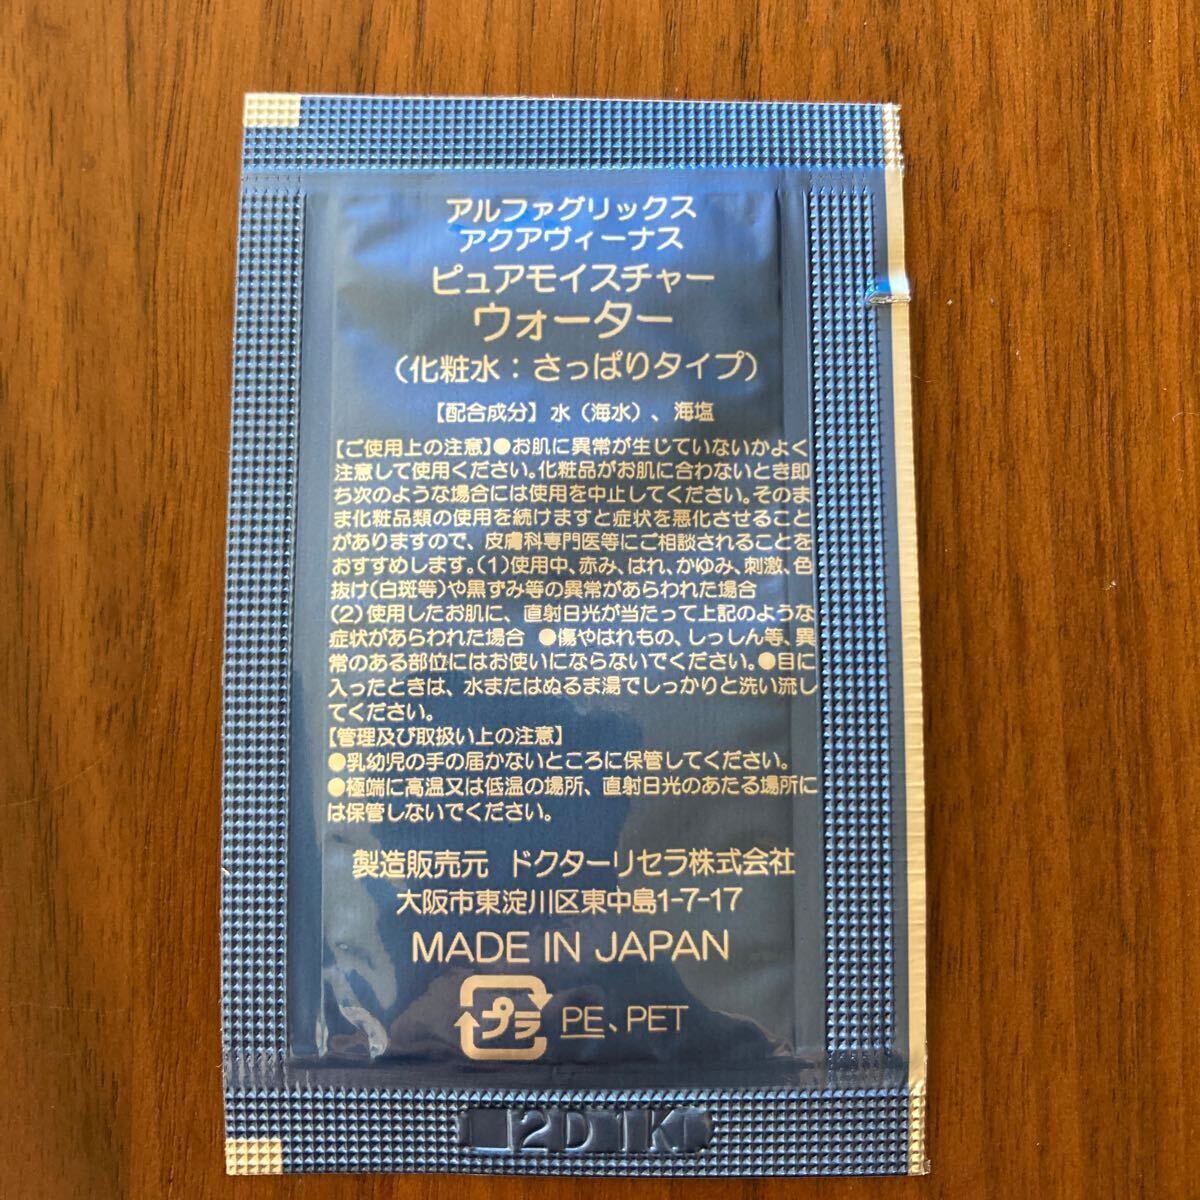 アルファグリックス
アクアヴィーナス
ピュアモイスチャー
ウォーター
（化粧水：さっぱりタイプ）
【配合成分】水（海水）、海塩
【ご使用上の注意】●お肌に異常が生じていないかよく
注意して使用ください。化粧品がお肌に合わないとき即
ち次のような場合には使用を中止してください。そのま
ま化粧品類の使用を続けますと症状を悪化させること
がありますので、皮膚科専門医等にご相談されることを
おすすめします。(1)使用中、赤み、はれ、かゆみ、刺激、色
抜け(白斑等)や黒ずみ等の異常があらわれた場合
(2)使用したお肌に、直射日光が当たって上記のような
症状があらわれた場合 ●傷やはれもの、しっしん等、異
常のある部位にはお使いにならないでください。●目に
入ったときは、水またはぬるま湯でしっかりと洗い流し
てください。
【管理及び取扱い上の注意】
●乳幼児の手の届かないところに保管してください。
●極端に高温又は低温の場所、直射日光のあたる場所に
は保管しないでください。
製造販売元 ドクターリセラ株式会社
大阪市東淀川区東中島1-7-17
MADE IN JAPAN
プラ PE、PET
2D1K